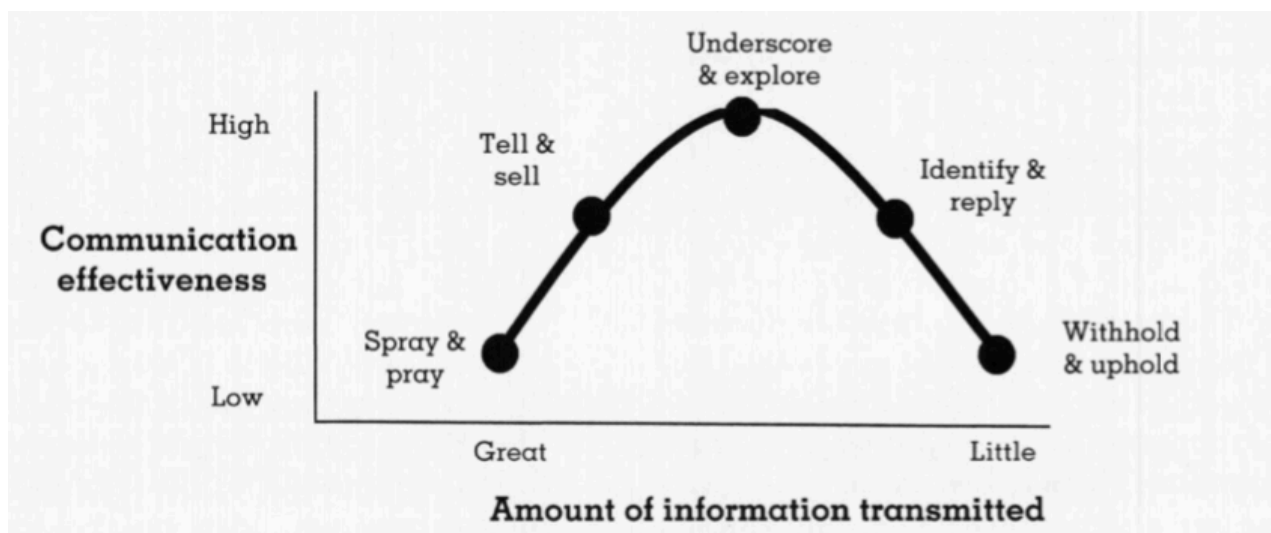 Underscore
& explore
High
Tell &
sell
Identify &
reply
Communication
effectiveness
Spray &
pray
Withhold
& uphold
Low
Great
Little
Amount of information transmitted